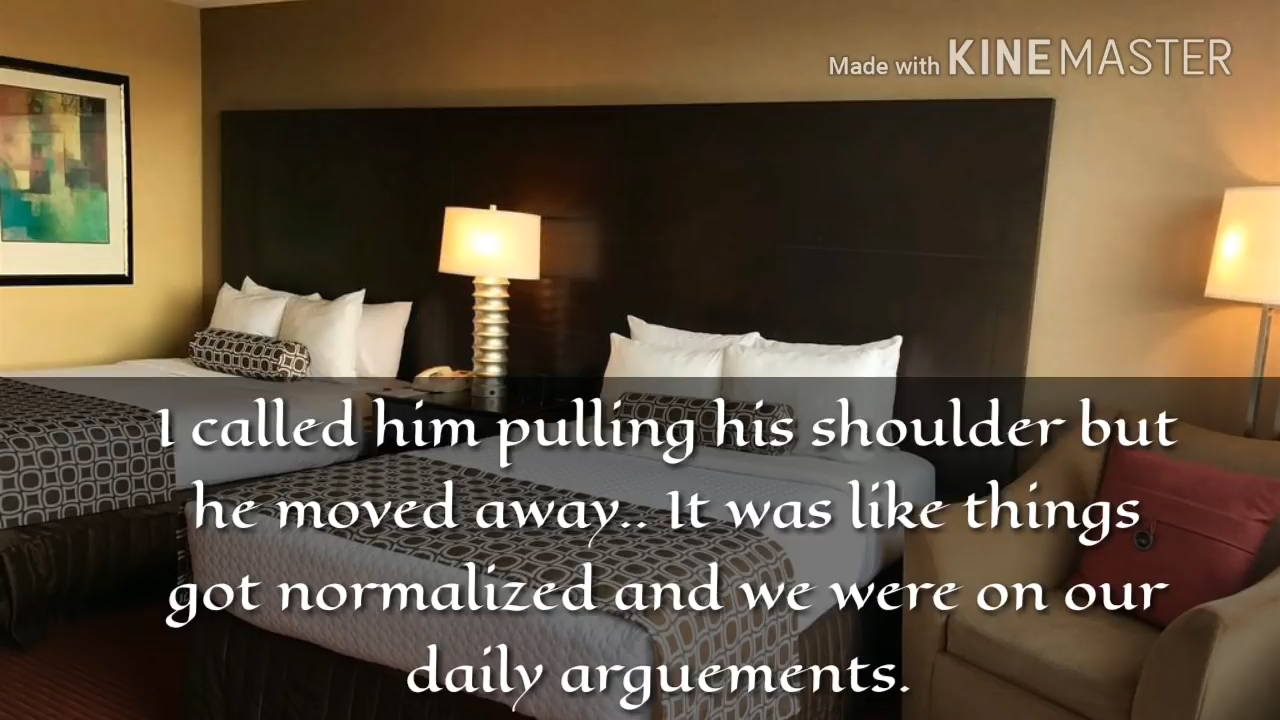 Made with KINEMASTER
I called him pulling his shoulder but
he moved away.. It was like things
got normalized and we were on our
daily arguements.